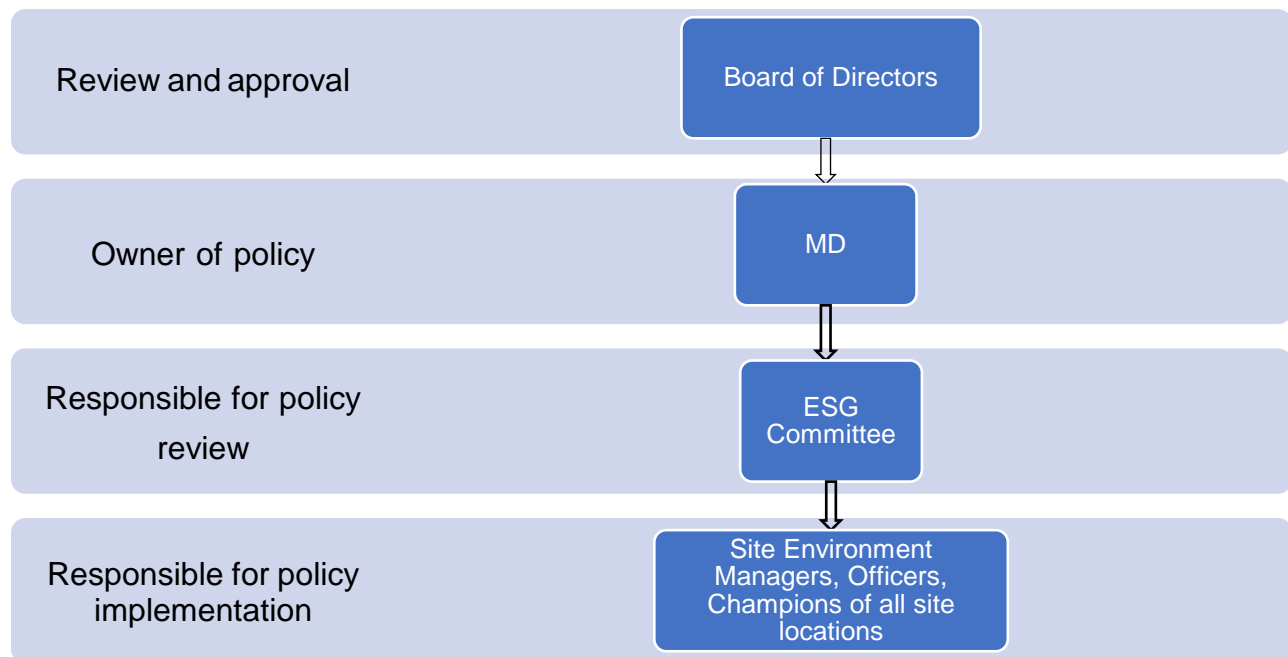 Review and approval
Board of Directors
Owner of policy
MD
Responsible for policy
review
ESG
Committee
Responsible for policy
implementation
Site Environment
Managers, Officers,
Champions of all site
locations